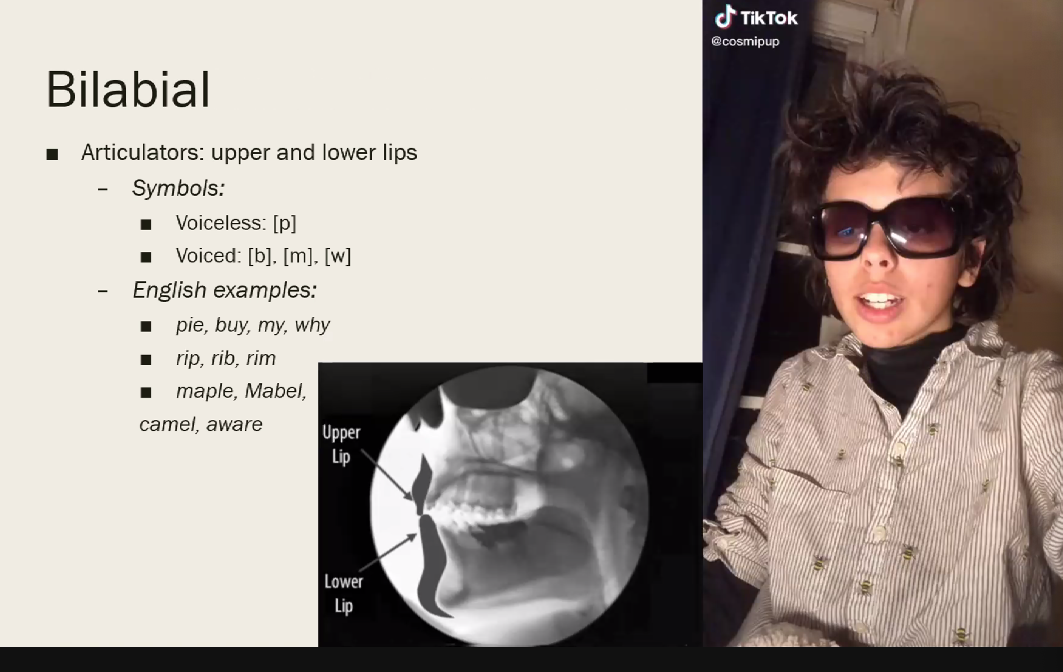 Bilabial
■ Articulators: upper and lower lips
– Symbols:
■ Voiceless: [p]
■ Voiced: [b], [m], [w]
– English examples:
■ pie, buy, my, why
■ rip, rib, rim
■ maple, Mabel,
camel, aware
Upper
Lip
Lower
Lip
TikTok
@cosmipup